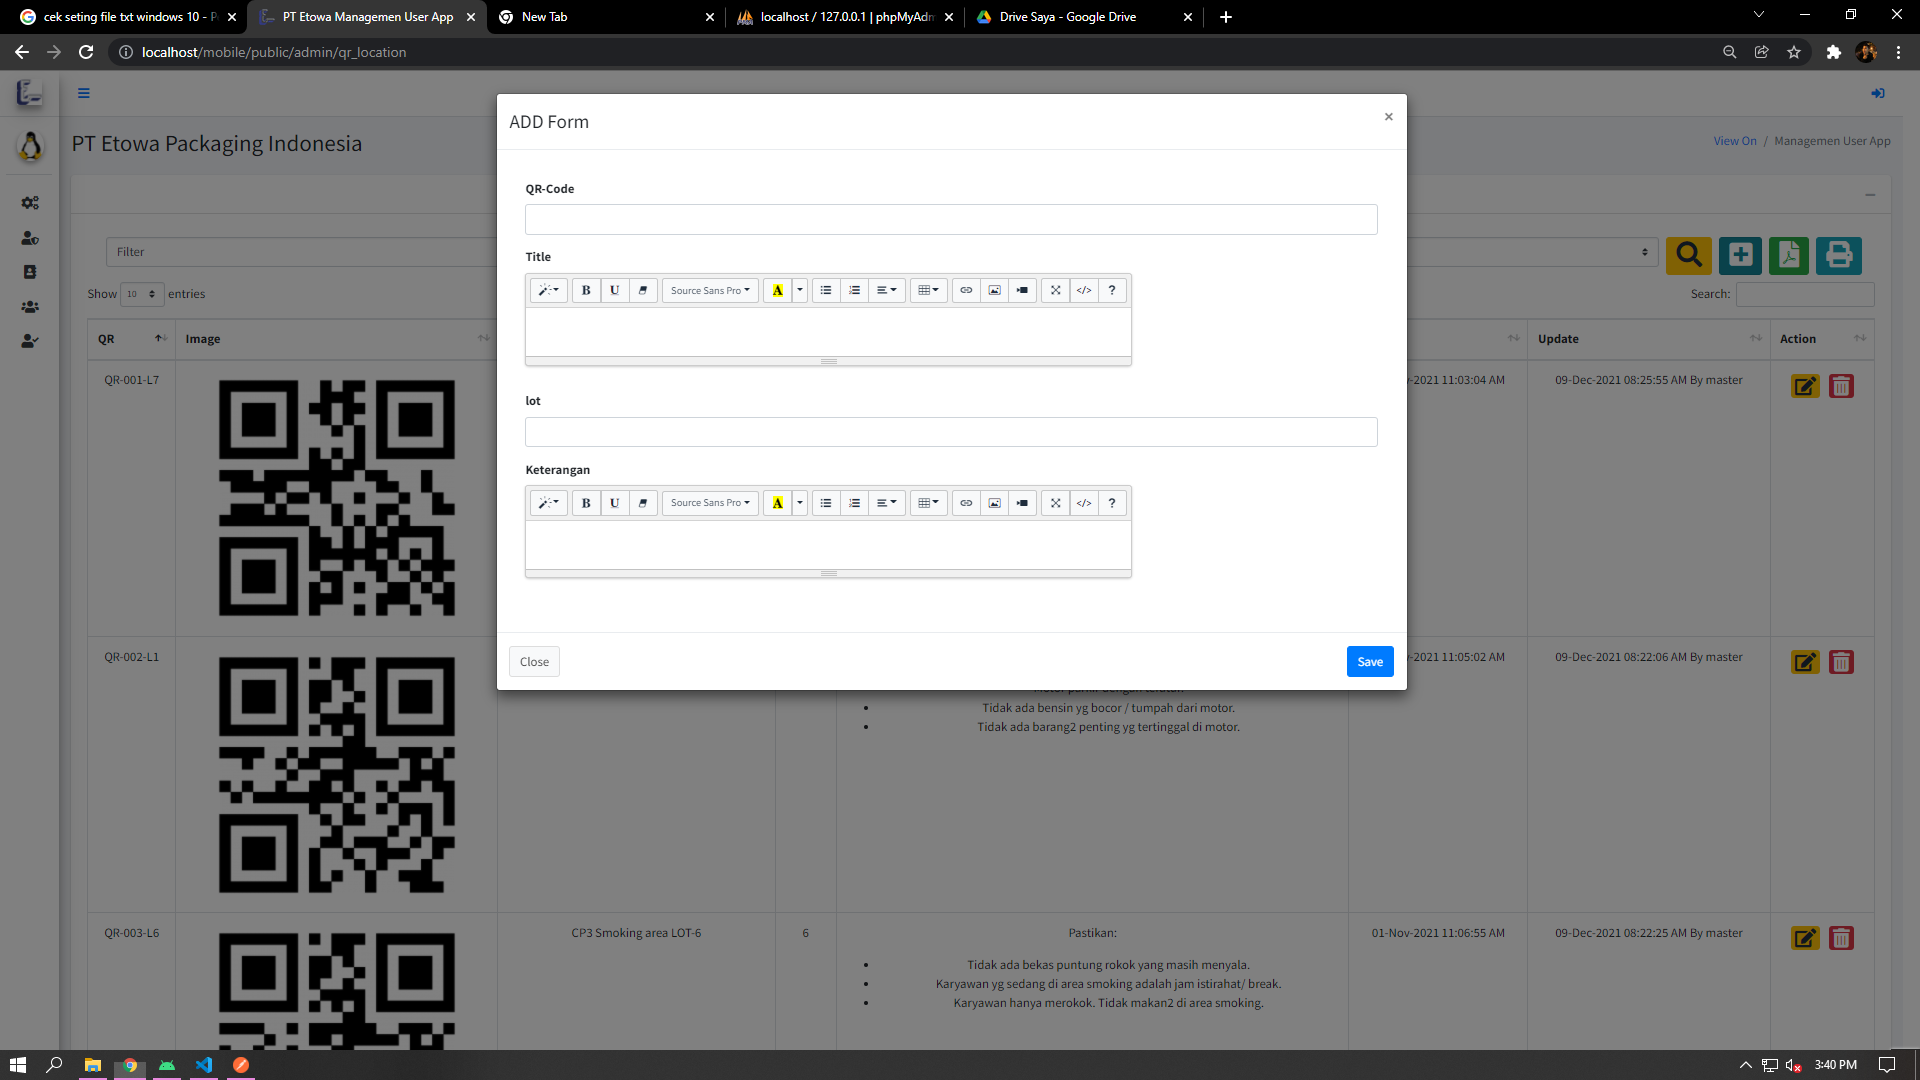 cek seting file txt windows 10 - P
PT Etowa Managemen User App
New Tab
localhost / 127.0.0.1 | phpMyAdm
Drive Saya - Google Drive
localhost/mobile/public/admin/qr_location
PT Etowa Packaging Indonesia
View On / Managemen User App
ADD Form
×
QR-Code
Title
Source Sans Pro
lot
Keterangan
Source Sans Pro
Close
Save
Filter
Show 10 entries
Search:
QR
Image
Update
Action
QR-001-L7
-2021 11:03:04 AM
09-Dec-2021 08:25:55 AM By master
QR-002-L1
-2021 11:05:02 AM
09-Dec-2021 08:22:06 AM By master
Tidak ada bensin yg bocor / tumpah dari motor.
Tidak ada barang2 penting yg tertinggal di motor.
QR-003-L6
CP3 Smoking area LOT-6
6
Pastikan:
Tidak ada bekas puntung rokok yang masih menyala.
Karyawan yg sedang di area smoking adalah jam istirahat/ break.
Karyawan hanya merokok. Tidak makan2 di area smoking.
01-Nov-2021 11:06:55 AM
09-Dec-2021 08:22:25 AM By master
3:40 PM